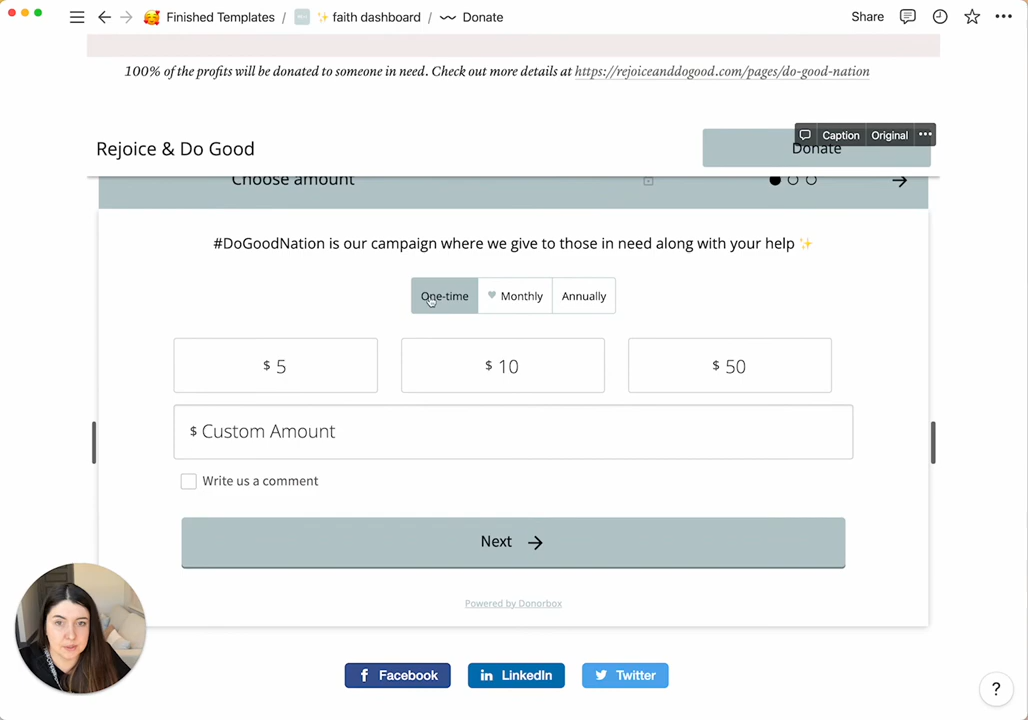 Finished Templates / ✨ faith dashboard / Donate
Share
100% of the profits will be donated to someone in need. Check out more details at https://rejoiceanddogood.com/pages/do-good-nation
Caption Original
Rejoice & Do Good
Donate
Choose amount
#DoGoodNation is our campaign where we give to those in need along with your help ✨
One-time Monthly Annually
$ 5 $ 10 $ 50
$ Custom Amount
Write us a comment
Next →
Powered by Donorbox
f Facebook in LinkedIn Twitter
?